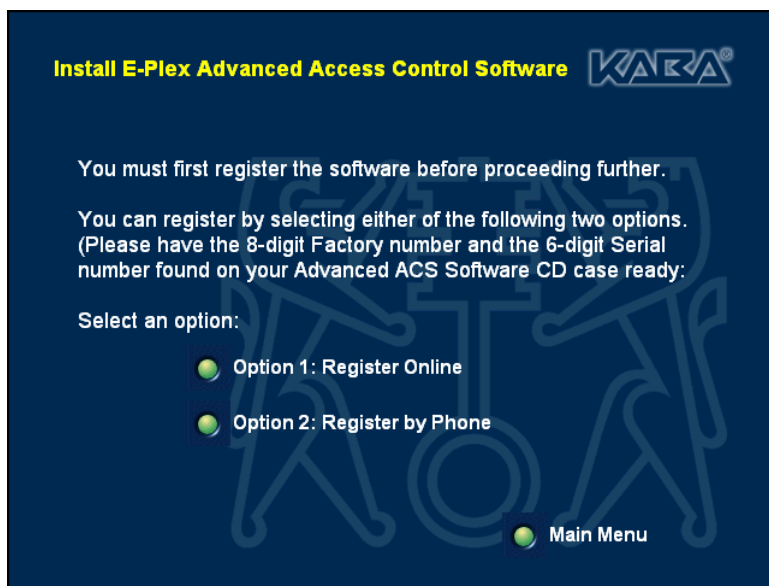 Install E-Plex Advanced Access Control Software
KABA®
You must first register the software before proceeding further.
You can register by selecting either of the following two options.
(Please have the 8-digit Factory number and the 6-digit Serial
number found on your Advanced ACS Software CD case ready:
Select an option:
Option 1: Register Online
Option 2: Register by Phone
Main Menu